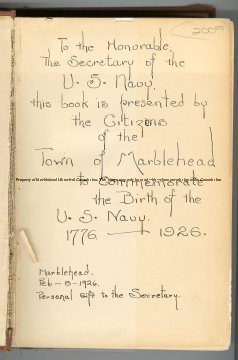 200.00
To the Honorable,
The Secretary of the
U. S. Navy
this book is presented by
the Citizens
of the
Town of Marblehead
to Commemorate
the Birth of the
U. S. Navy.
1776. — 1926.
Marblehead.
Feb - 8 - 1926.
Personal Gift to the Secretary.